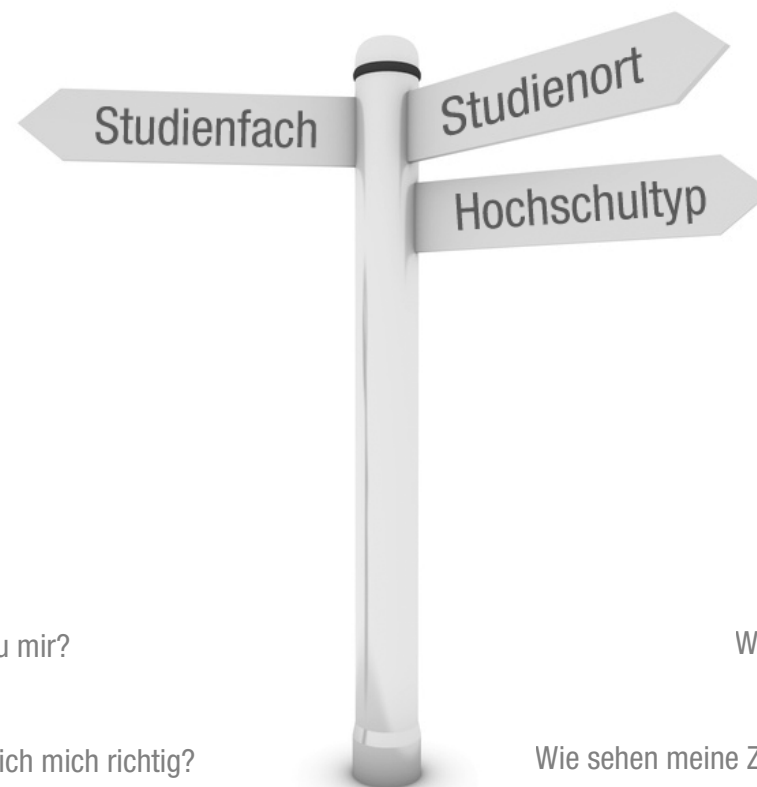 Studienfach
Studienort
Hochschultyp
u mir?
W
ich mich richtig?
Wie sehen meine Z